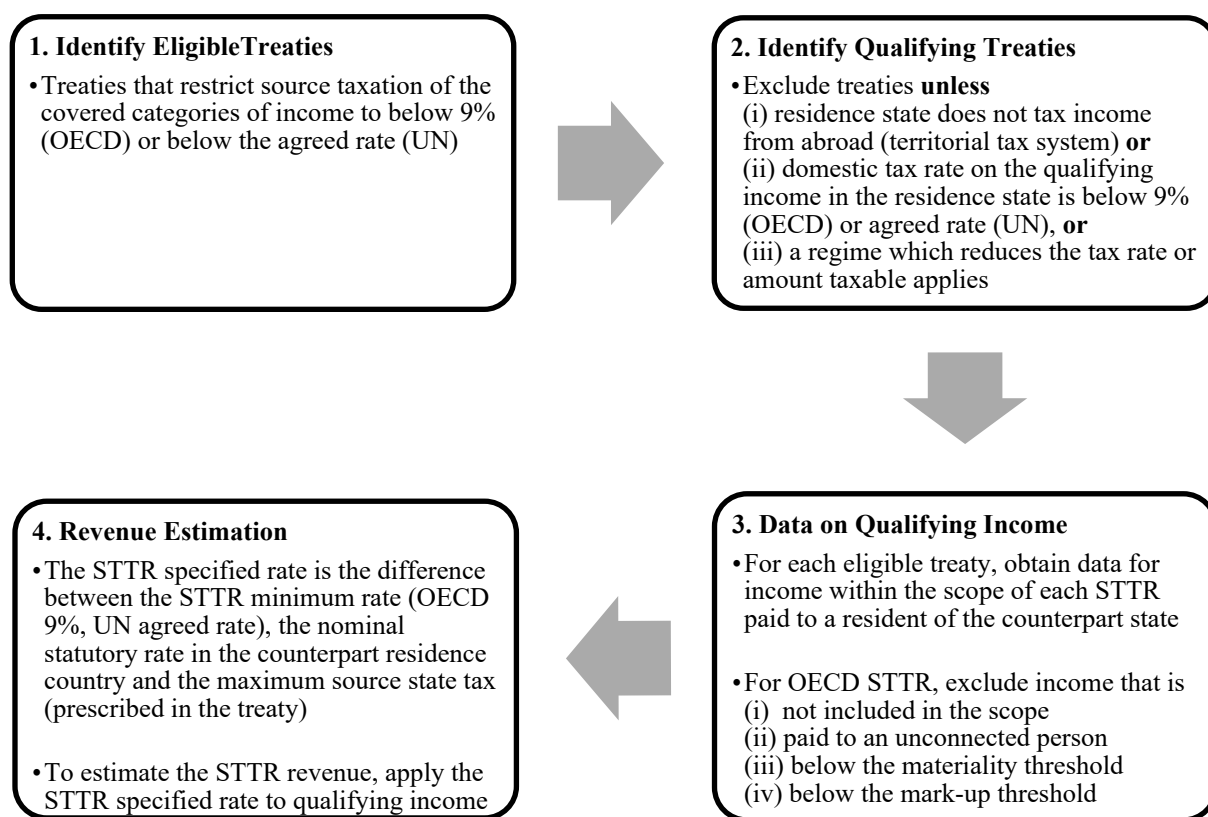 1. Identify EligibleTreaties
•Treaties that restrict source taxation of the
covered categories of income to below 9%
(OECD) or below the agreed rate (UN)
2. Identify Qualifying Treaties
•Exclude treaties unless
(i) residence state does not tax income
from abroad (territorial tax system) or
(ii) domestic tax rate on the qualifying
income in the residence state is below 9%
(OECD) or agreed rate (UN), or
(iii) a regime which reduces the tax rate or
amount taxable applies
3. Data on Qualifying Income
•For each eligible treaty, obtain data for
income within the scope of each STTR
paid to a resident of the counterpart state
•For OECD STTR, exclude income that is
(i) not included in the scope
(ii) paid to an unconnected person
(iii) below the materiality threshold
(iv) below the mark-up threshold
4. Revenue Estimation
•The STTR specified rate is the difference
between the STTR minimum rate (OECD
9%, UN agreed rate), the nominal
statutory rate in the counterpart residence
country and the maximum source state tax
(prescribed in the treaty)
•To estimate the STTR revenue, apply the
STTR specified rate to qualifying income